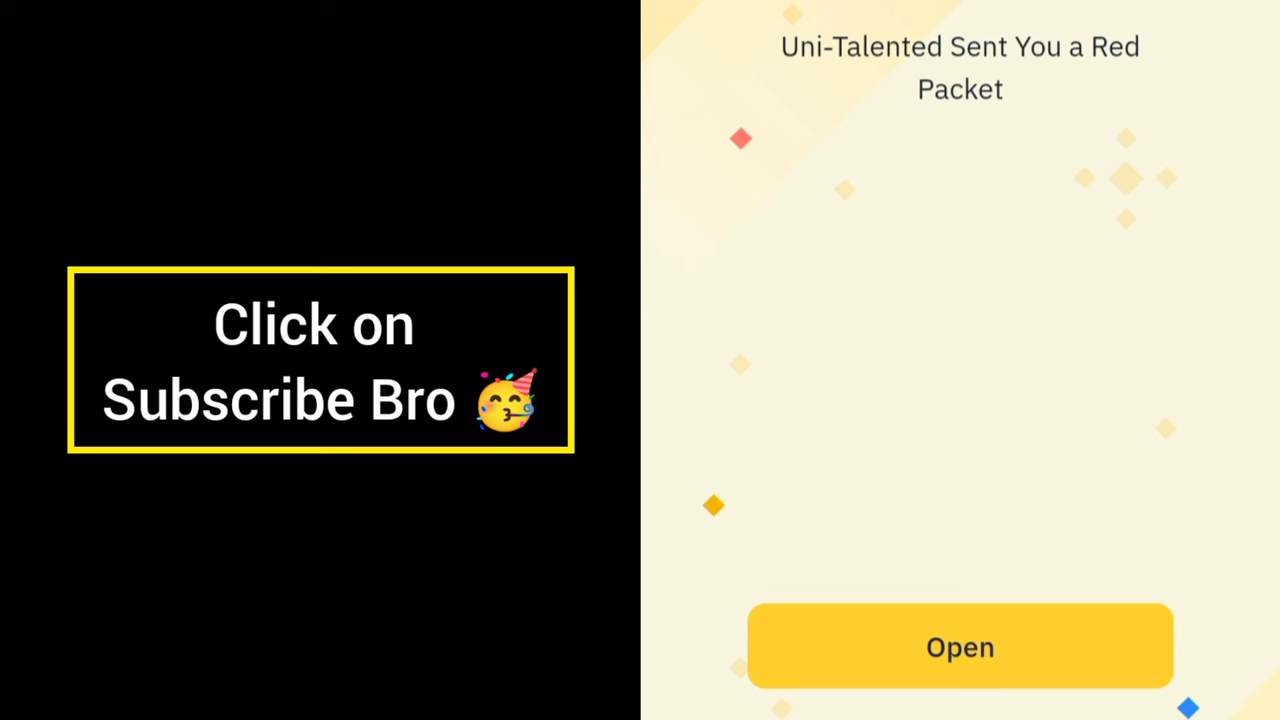 Click on
Subscribe Bro 🥳
Uni-Talented Sent You a Red
Packet
Open